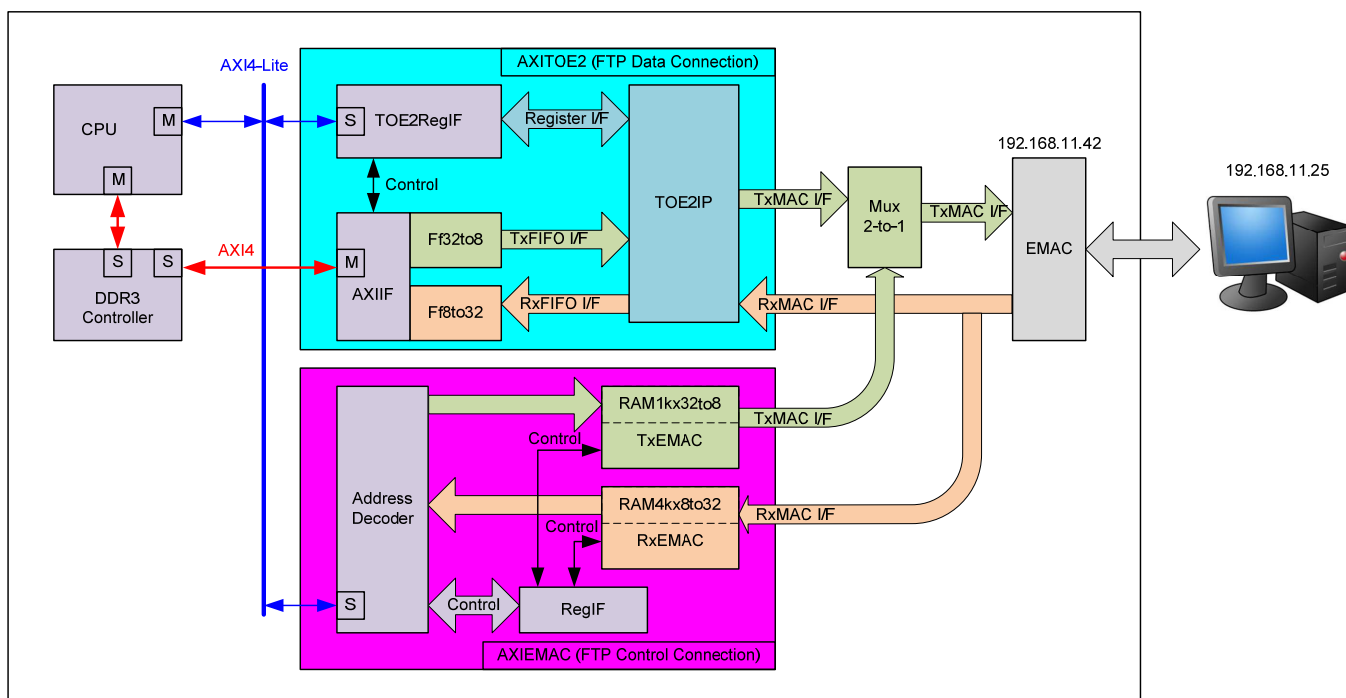 AXI4-Lite
AXITOE2 (FTP Data Connection)
CPU
M
M
S
TOE2RegIF
Register I/F
Control
TOE2IP
TxMAC I/F
Mux
2-to-1
TxMAC I/F
192.168.11.42
EMAC
192.168.11.25
S
S
DDR3
Controller
AXI4
M
AXIIF
Ff32to8
TxFIFO I/F
Ff8to32
RxFIFO I/F
RxMAC I/F
Address
Decoder
S
RAM1kx32to8
TxEMAC
TxMAC I/F
Control
RAM4kx8to32
RxEMAC
RxMAC I/F
Control
Control
RegIF
AXIEMAC (FTP Control Connection)